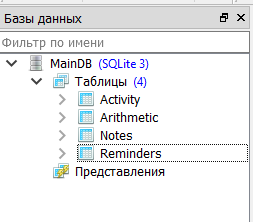 Базы данных
Фильтр по имени
MainDB (SQLite 3)
Таблицы (4)
Activity
Arithmetic
Notes
Reminders
Представления